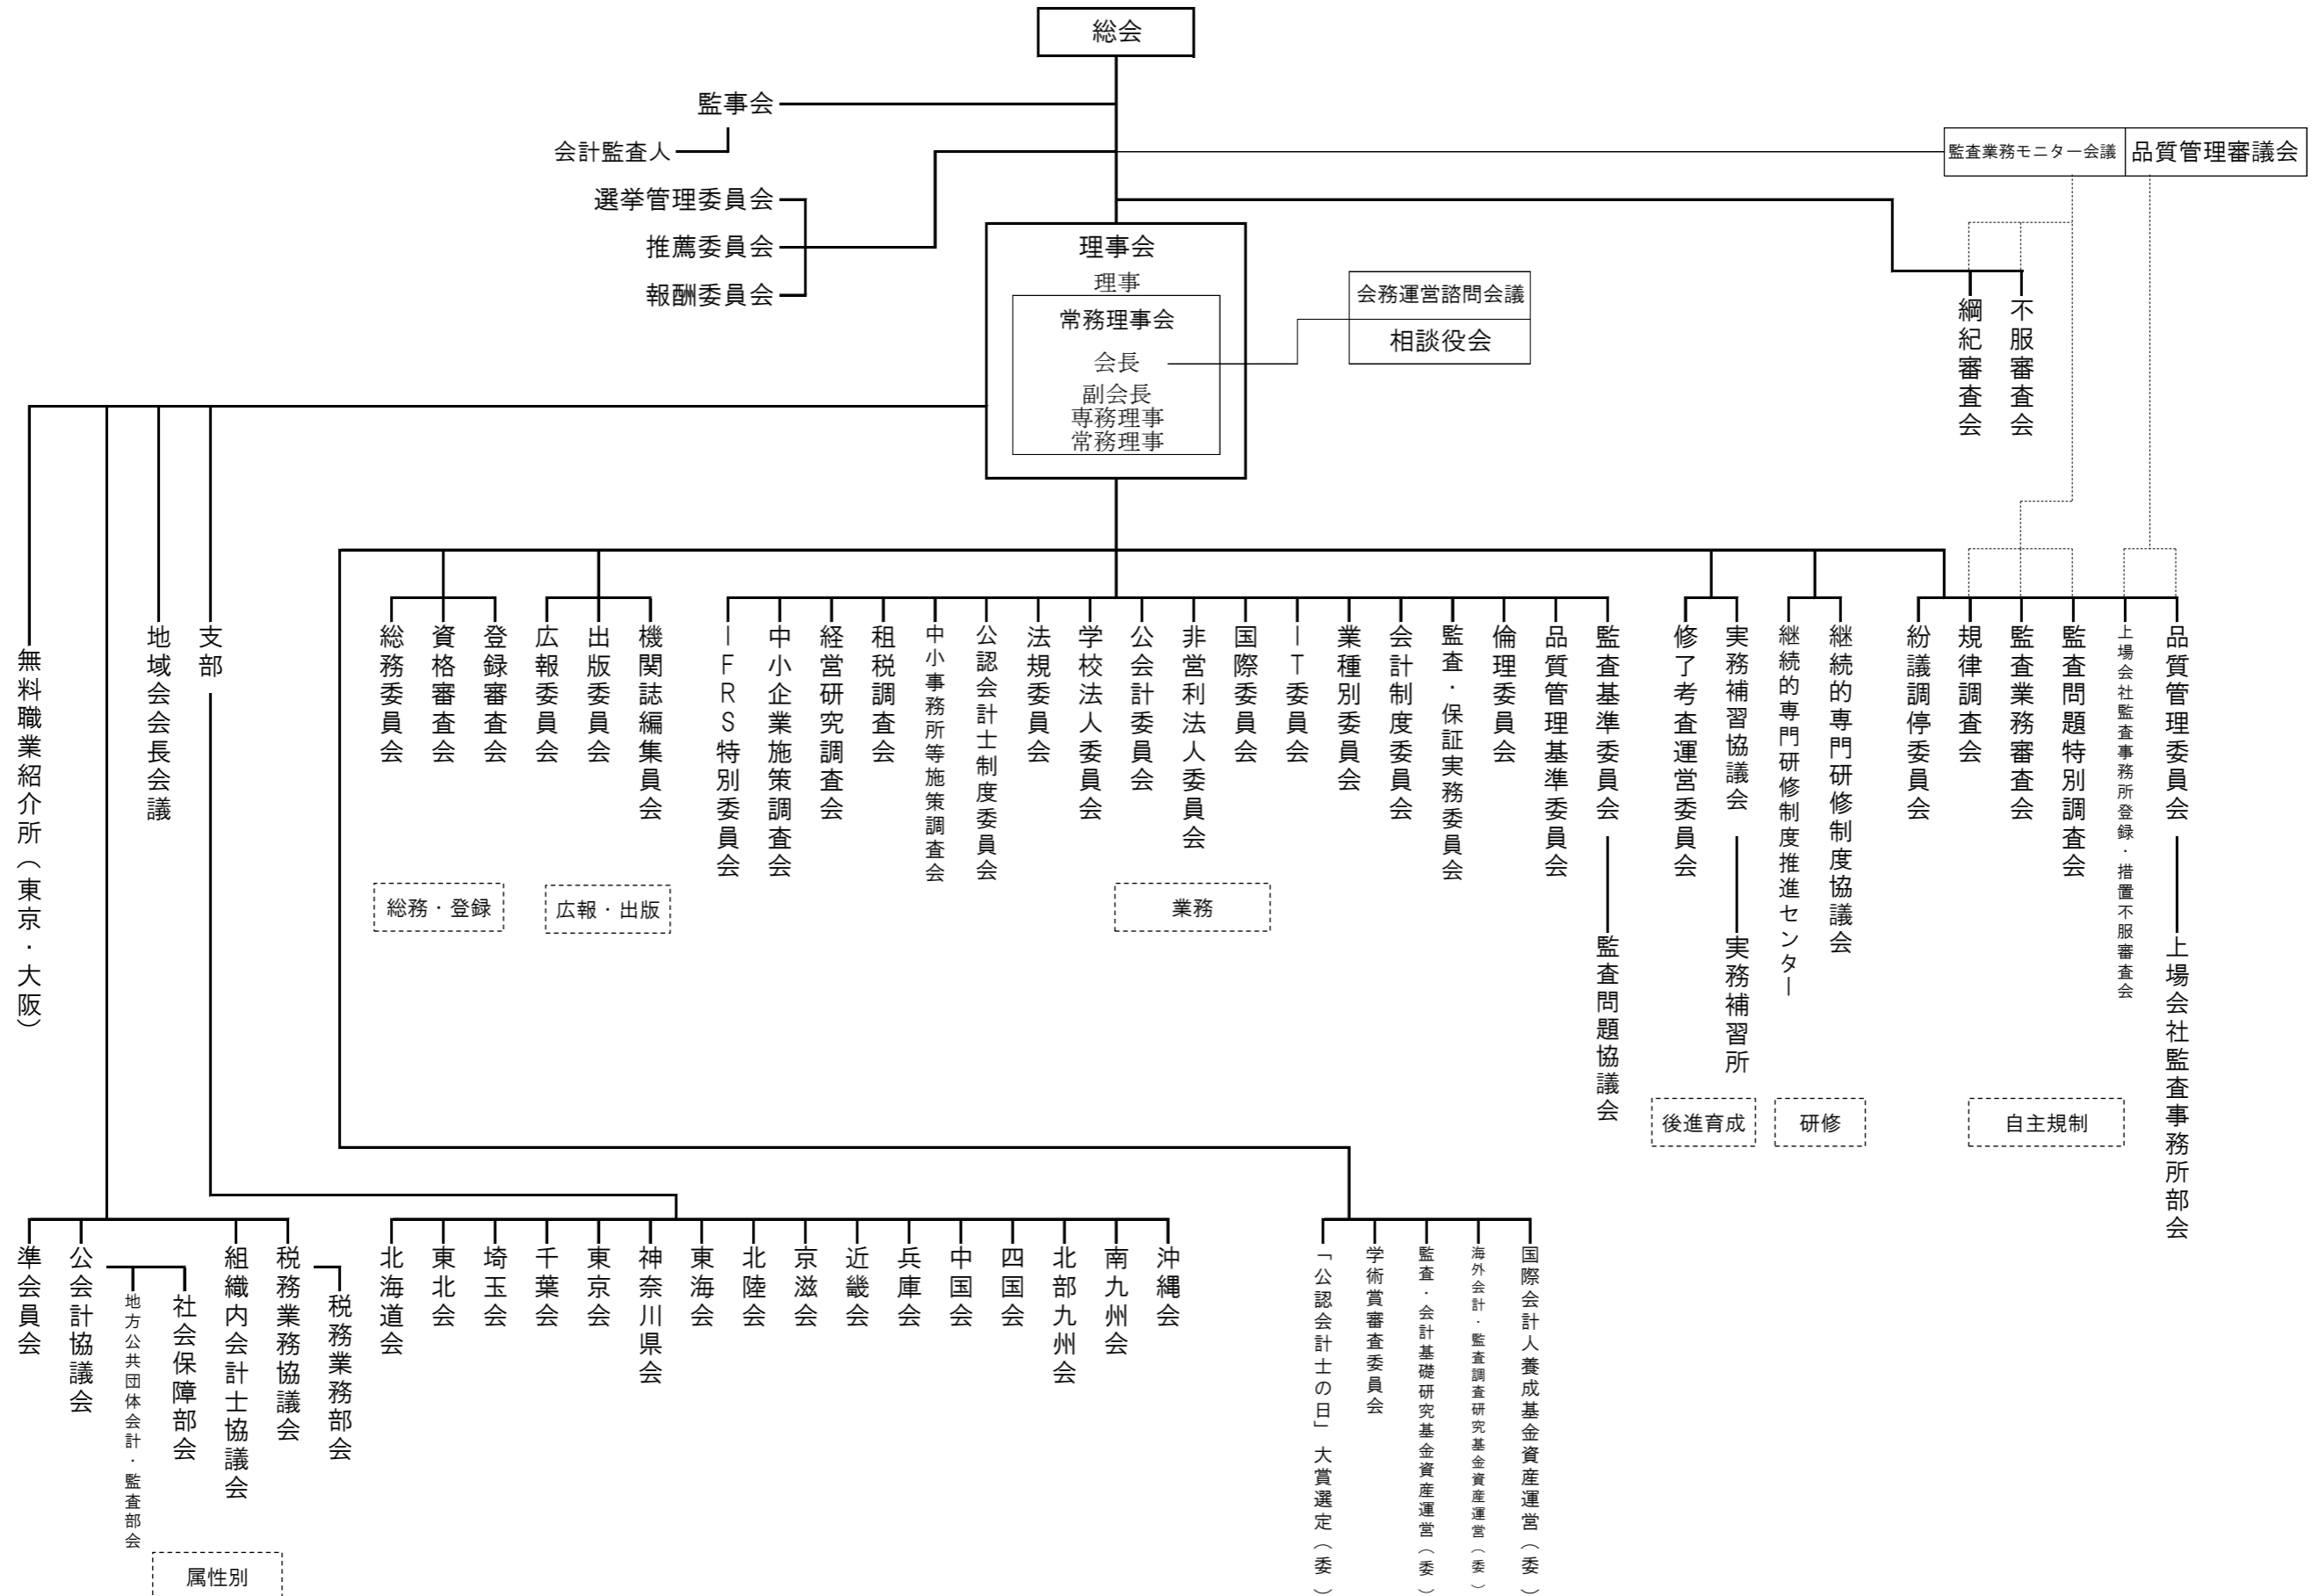 総会
監事会
会計監査人
監査業務モニター会議
品質管理審議会
選挙管理委員会
推薦委員会
報酬委員会
理事会
理事
常務理事会
会長
副会長
専務理事
常務理事
会務運営諮問会議
相談役会
綱紀審査会
不服審査会
無料職業紹介所（東京・大阪）
地域会会長会議
支部
総務委員会
資格審査会
登録審査会
広報委員会
出版委員会
機関誌編集員会
ＩＦＲＳ特別委員会
中小企業施策調査会
経営研究調査会
租税調査会
中小事務所等施策調査会
公認会計士制度委員会
法規委員会
学校法人委員会
公会計委員会
非営利法人委員会
国際委員会
ＩＴ委員会
業種別委員会
会計制度委員会
監査・保証実務委員会
倫理委員会
品質管理基準委員会
監査基準委員会
監査問題協議会
修了考査運営委員会
実務補習協議会
実務補習所
継続的専門研修制度推進センター
継続的専門研修制度協議会
紛議調停委員会
規律調査会
監査業務審査会
監査問題特別調査会
上場会社監査事務所登録・措置不服審査会
品質管理委員会
上場会社監査事務所部会
総務・登録
広報・出版
業務
後進育成
研修
自主規制
準会員会
公会計協議会
地方公共団体会計・監査部会
社会保障部会
組織内会計士協議会
税務業務協議会
税務業務部会
属性別
北海道会
東北会
埼玉会
千葉会
東京会
神奈川県会
東海会
北陸会
京滋会
近畿会
兵庫会
中国会
四国会
北部九州会
南九州会
沖縄会
「公認会計士の日」大賞選定（委）
学術賞審査委員会
監査・会計基礎研究基金資産運営（委）
海外会計・監査調査研究基金資産運営（委）
国際会計人養成基金資産運営（委）